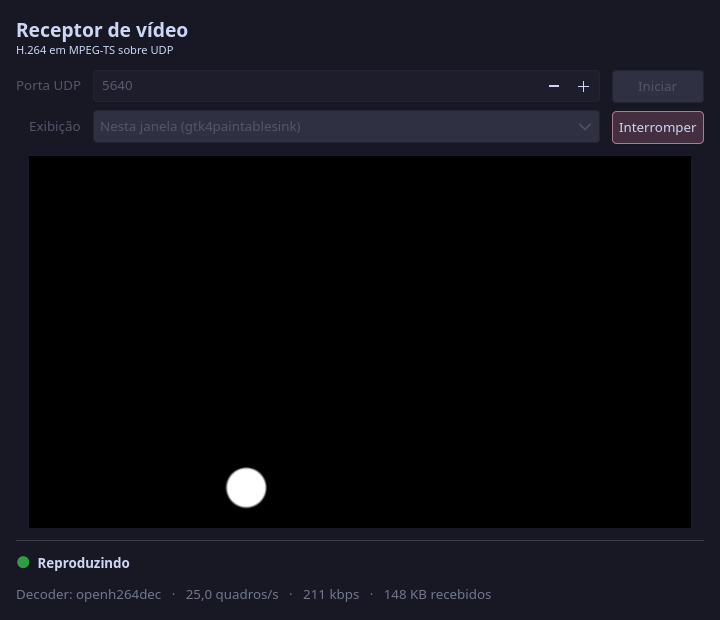 Receptor de vídeo
H.264 em MPEG-TS sobre UDP
Porta UDP 5640 − + Iniciar
Exibição Nesta janela (gtk4paintablesink) Interromper
Reproduzindo
Decoder: openh264dec · 25,0 quadros/s · 211 kbps · 148 KB recebidos